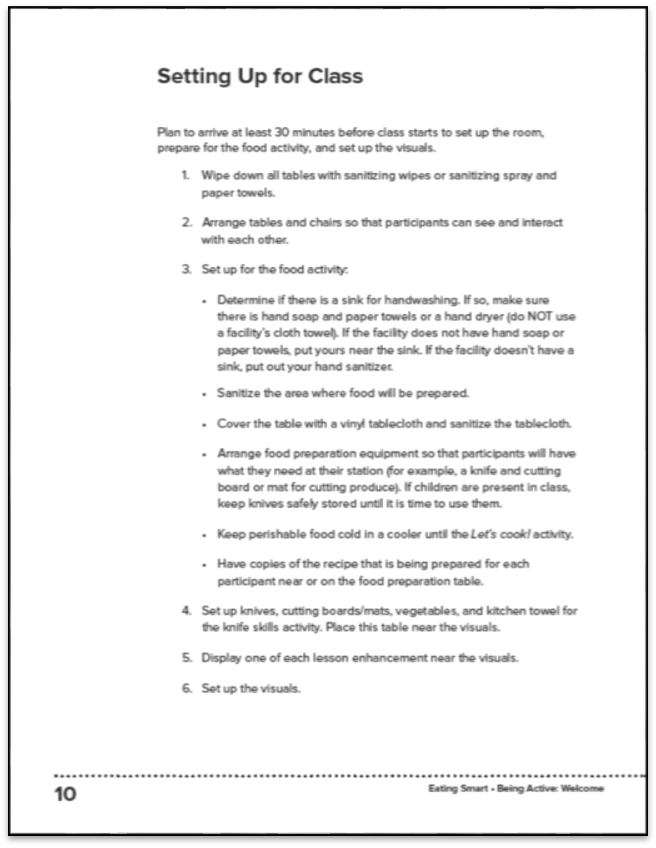 Setting Up for Class
Plan to arrive at least 30 minutes before class starts to set up the room,
prepare for the food activity, and set up the visuals.
1. Wipe down all tables with sanitizing wipes or sanitizing spray and
paper towels.
2. Arrange tables and chairs so that participants can see and interact
with each other.
3. Set up for the food activity:
• Determine if there is a sink for handwashing. If so, make sure
there is hand soap and paper towels or a hand dryer (do NOT use
a facility's cloth towel). If the facility does not have hand soap or
paper towels, put yours near the sink. If the facility doesn't have a
sink, put out your hand sanitizer.
• Sanitize the area where food will be prepared.
• Cover the table with a vinyl tablecloth and sanitize the tablecloth.
• Arrange food preparation equipment so that participants will have
what they need at their station (for example, a knife and cutting
board or mat for cutting produce). If children are present in class,
keep knives safely stored until it is time to use them.
• Keep perishable food cold in a cooler until the Let's cook! activity.
• Have copies of the recipe that is being prepared for each
participant near or on the food preparation table.
4. Set up knives, cutting boards/mats, vegetables, and kitchen towel for
the knife skills activity. Place this table near the visuals.
5. Display one of each lesson enhancement near the visuals.
6. Set up the visuals.
10
Eating Smart • Being Active: Welcome